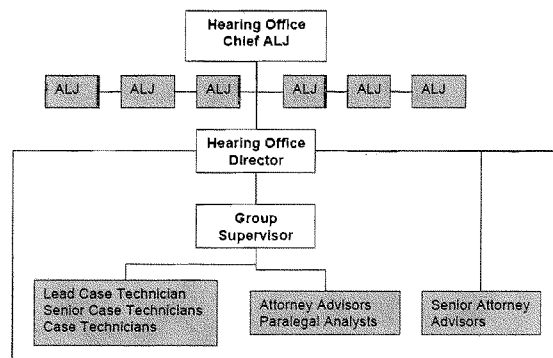 Hearing Office
Chief ALJ
ALJ
ALJ
ALJ
ALJ
ALJ
ALJ
Hearing Office
Director
Group
Supervisor
Lead Case Technician
Senior Case Technicians
Case Technicians
Attorney Advisors
Paralegal Analysts
Senior Attorney
Advisors